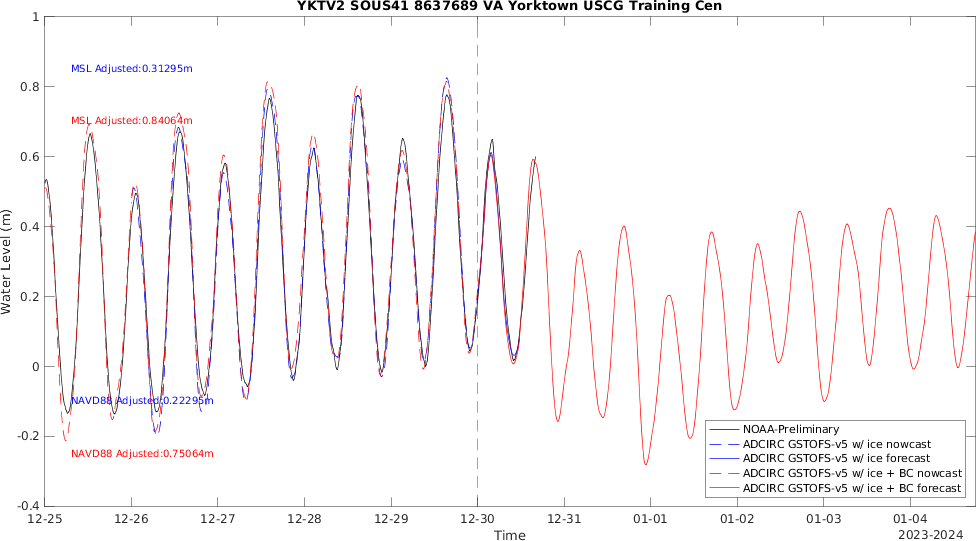 YKTV2 SOUS41 8637689 VA Yorktown USCG Training Cen
1
MSL Adjusted:0.31295m
0.8
MSL Adjusted:0.84064m
0.6
0.4
Water Level (m)
0.2
0
NAVD88 Adjusted:0.22295m
-0.2
NAVD88 Adjusted:0.75064m
NOAA-Preliminary
ADCIRC GSTOFS-v5 w/ ice nowcast
ADCIRC GSTOFS-v5 w/ ice forecast
ADCIRC GSTOFS-v5 w/ ice + BC nowcast
ADCIRC GSTOFS-v5 w/ ice + BC forecast
-0.4
12-25 12-26 12-27 12-28 12-29 12-30 12-31 01-01 01-02 01-03 01-04
Time
2023-2024